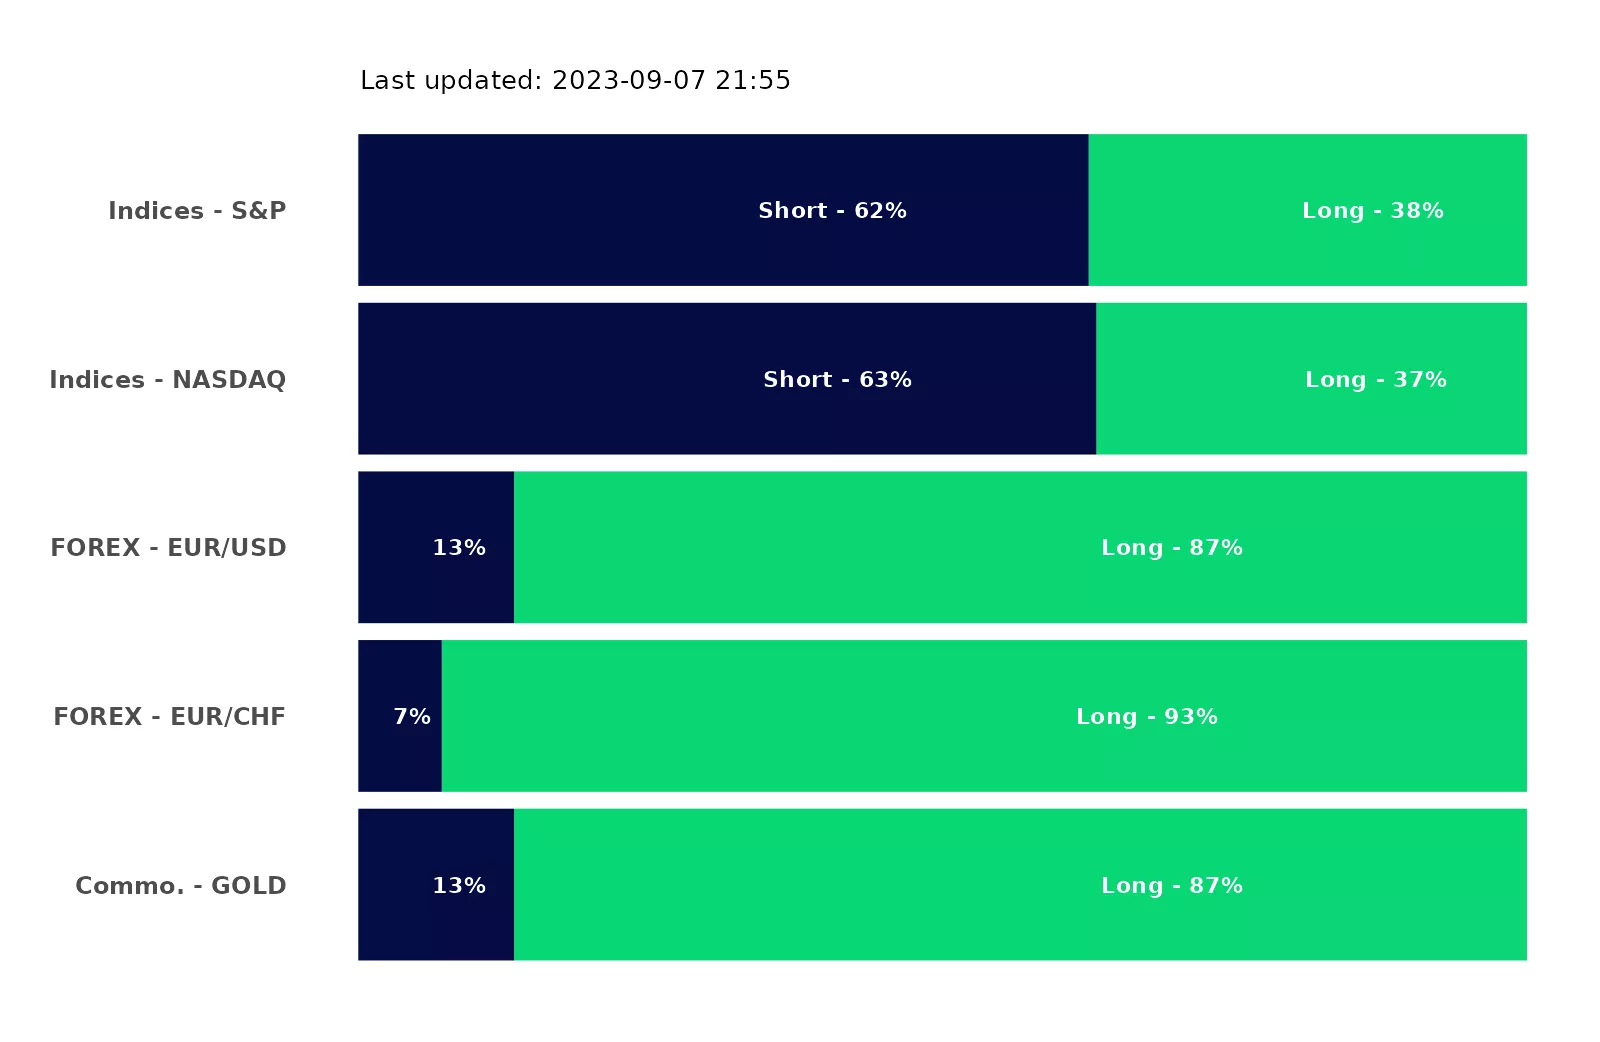 Last updated: 2023-09-07 21:55
Indices - S&P Short - 62% Long - 38%
Indices - NASDAQ Short - 63% Long - 37%
FOREX - EUR/USD 13% Long - 87%
FOREX - EUR/CHF 7% Long - 93%
Commo. - GOLD 13% Long - 87%